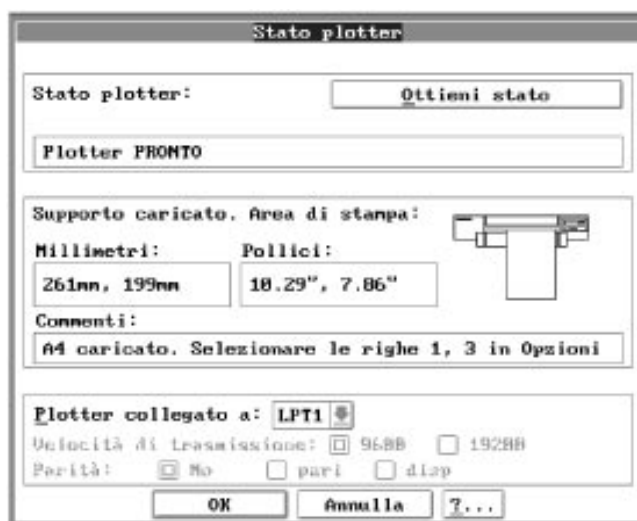 Stato plotter
Stato plotter: Ottieni stato
Plotter PRONTO
Supporto caricato. Area di stampa:
Millimetri: Pollici:
261mm, 199mm 10.29", 7.86"
Commenti:
A4 caricato. Selezionare le righe 1, 3 in Opzioni
Plotter collegato a: LPT1
Velocità di trasmissione: 9600 19200
Parità: No pari disp
OK Annulla ?...